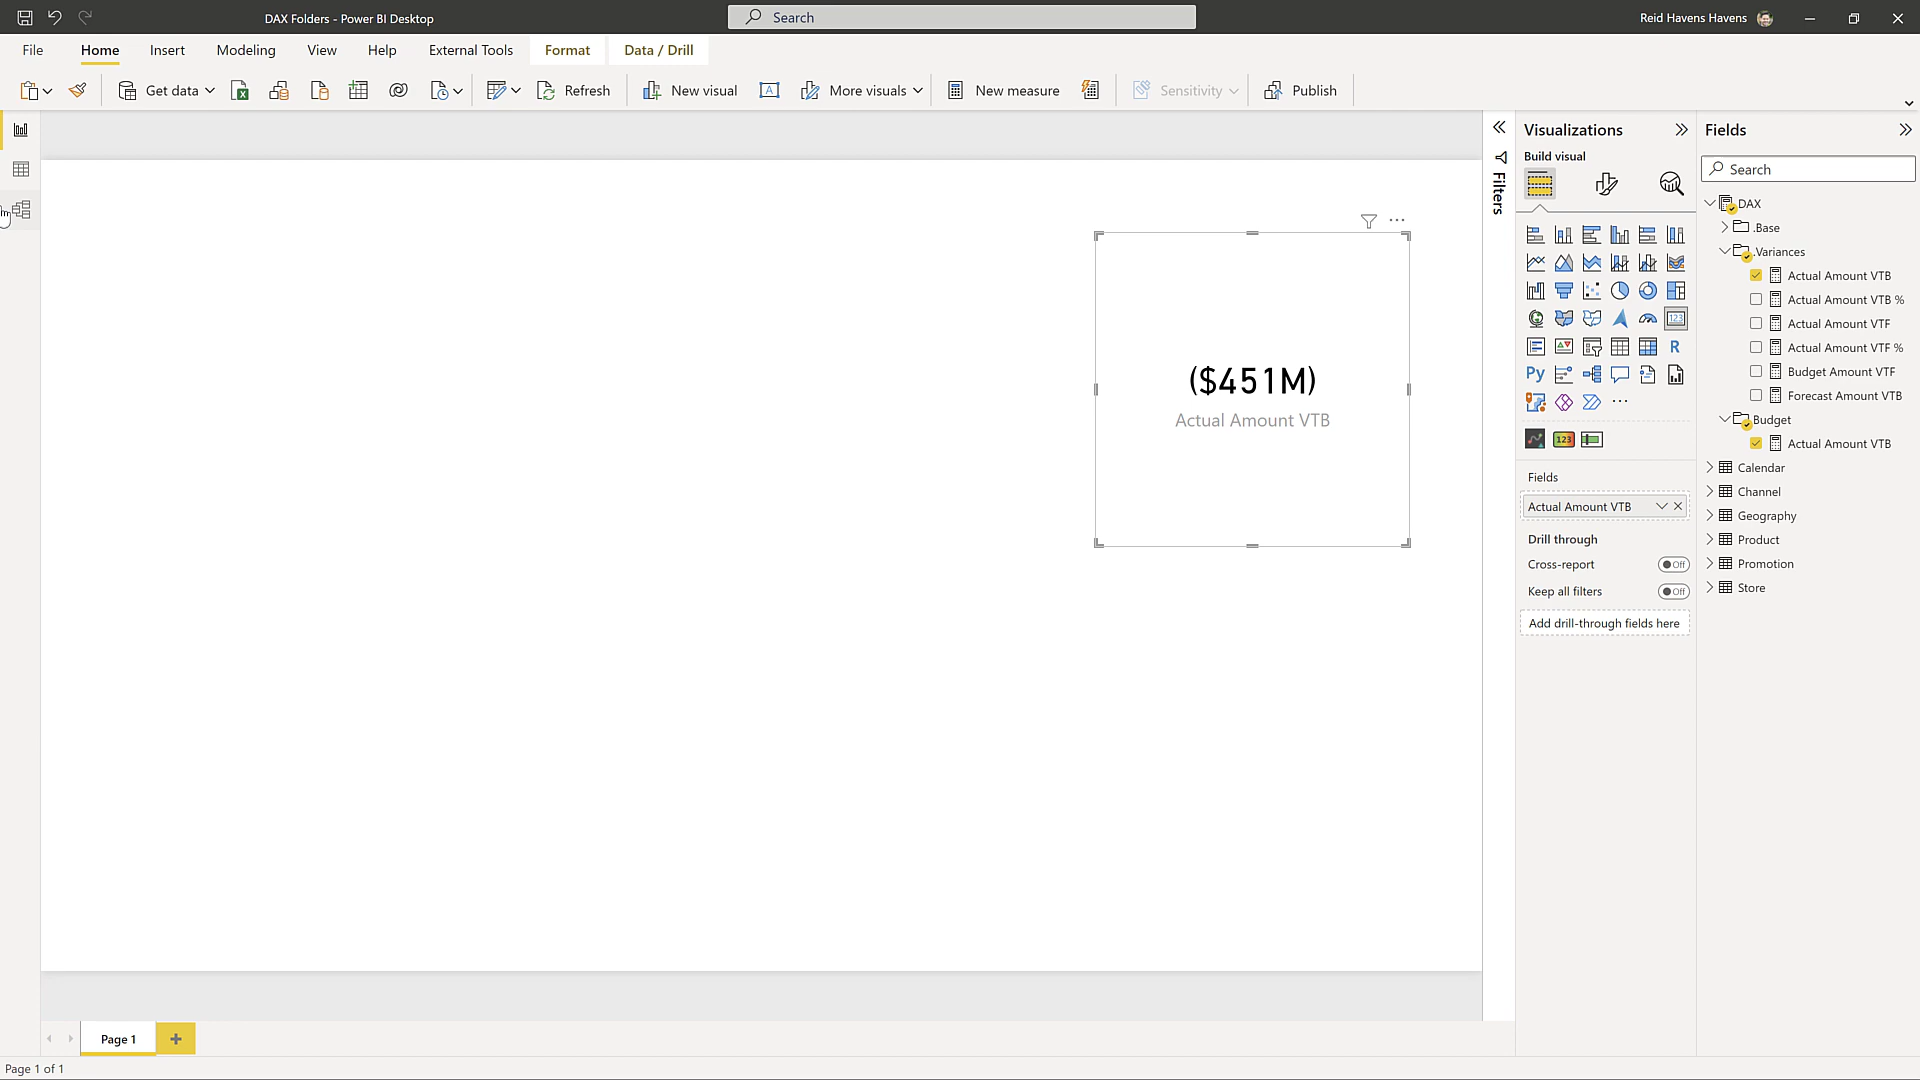 DAX Folders - Power BI Desktop
Search
Reid Havens Havens
File
Home
Insert
Modeling
View
Help
External Tools
Format
Data / Drill
Get data
Refresh
New visual
More visuals
New measure
Sensitivity
Publish
Visualizations
Build visual
Filters
($451M)
Actual Amount VTB
R
Py
123
123
Fields
Actual Amount VTB
Drill through
Cross-report
Off
Keep all filters
Off
Add drill-through fields here
Fields
Search
DAX
.Base
.Variances
Actual Amount VTB
Actual Amount VTB %
Actual Amount VTF
Actual Amount VTF %
Budget Amount VTF
Forecast Amount VTB
Budget
Actual Amount VTB
Calendar
Channel
Geography
Product
Promotion
Store
Page 1
Page 1 of 1